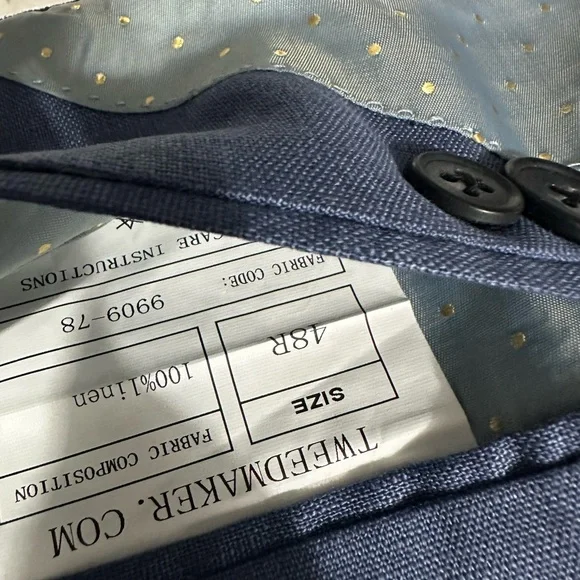 TWEEDMAKER. COM
FABRIC COMPOSITION
SIZE
100%linen
48R
FABRIC CODE:
9909-78
CARE INSTRUCTIONS